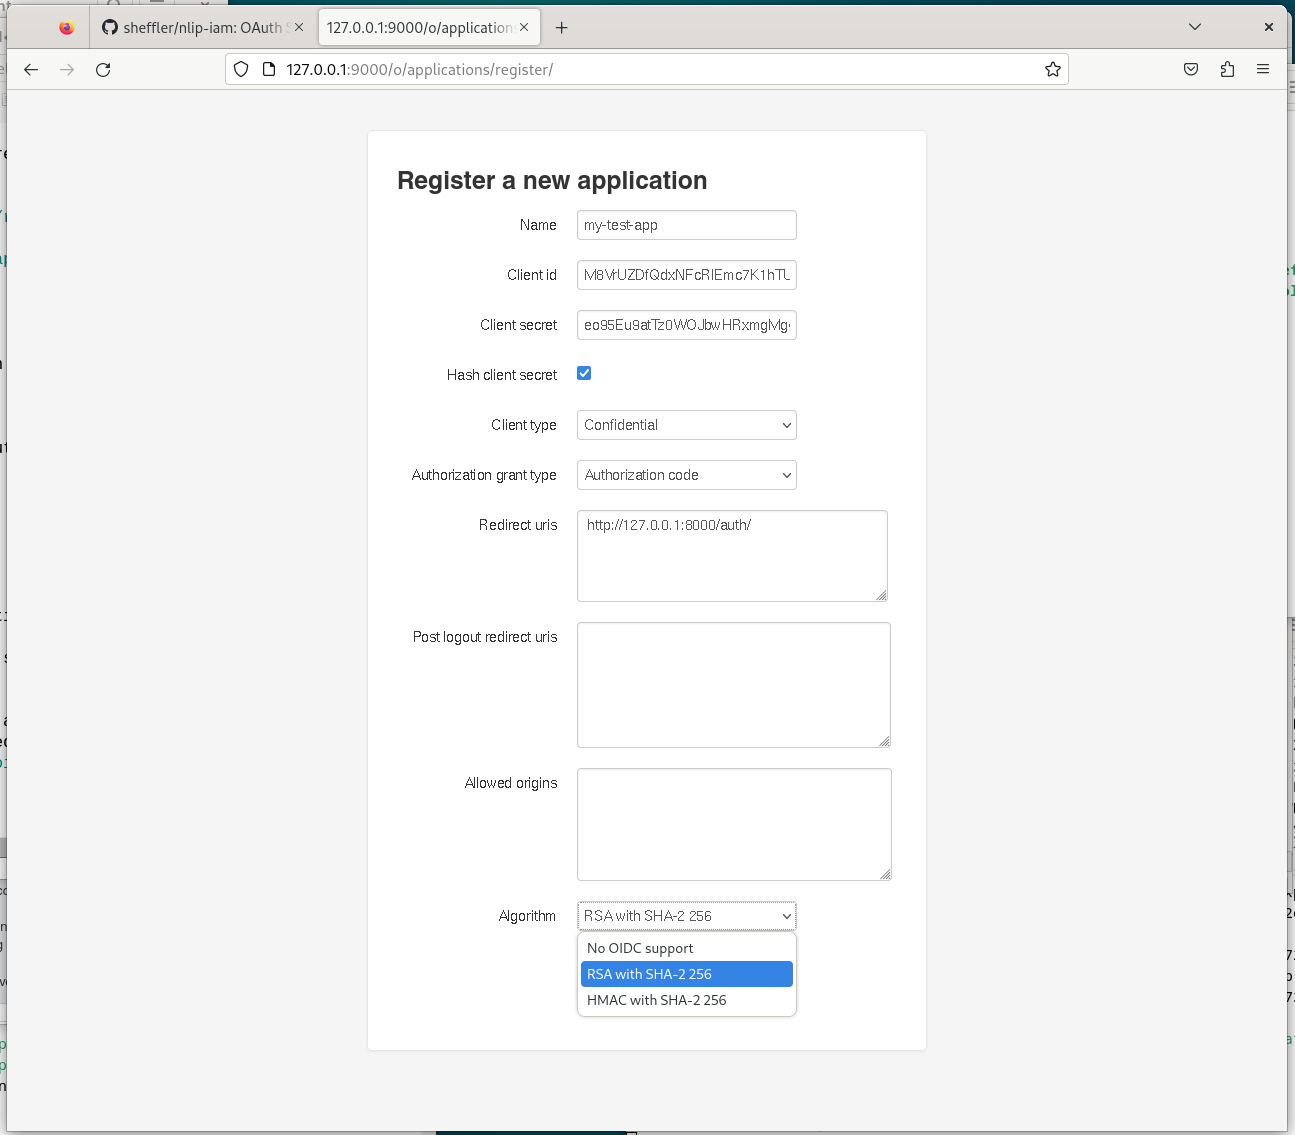 sheffler/nlip-iam: OAuth S
127.0.0.1:9000/o/applications
127.0.0.1:9000/o/applications/register/
Register a new application
Name
my-test-app
Client id
Client secret
Hash client secret
Client type
Confidential
Authorization grant type
Authorization code
Redirect uris
http://127.0.0.1:8000/auth/
Post logout redirect uris
Allowed origins
Algorithm
RSA with SHA-2 256
No OIDC support
RSA with SHA-2 256
HMAC with SHA-2 256